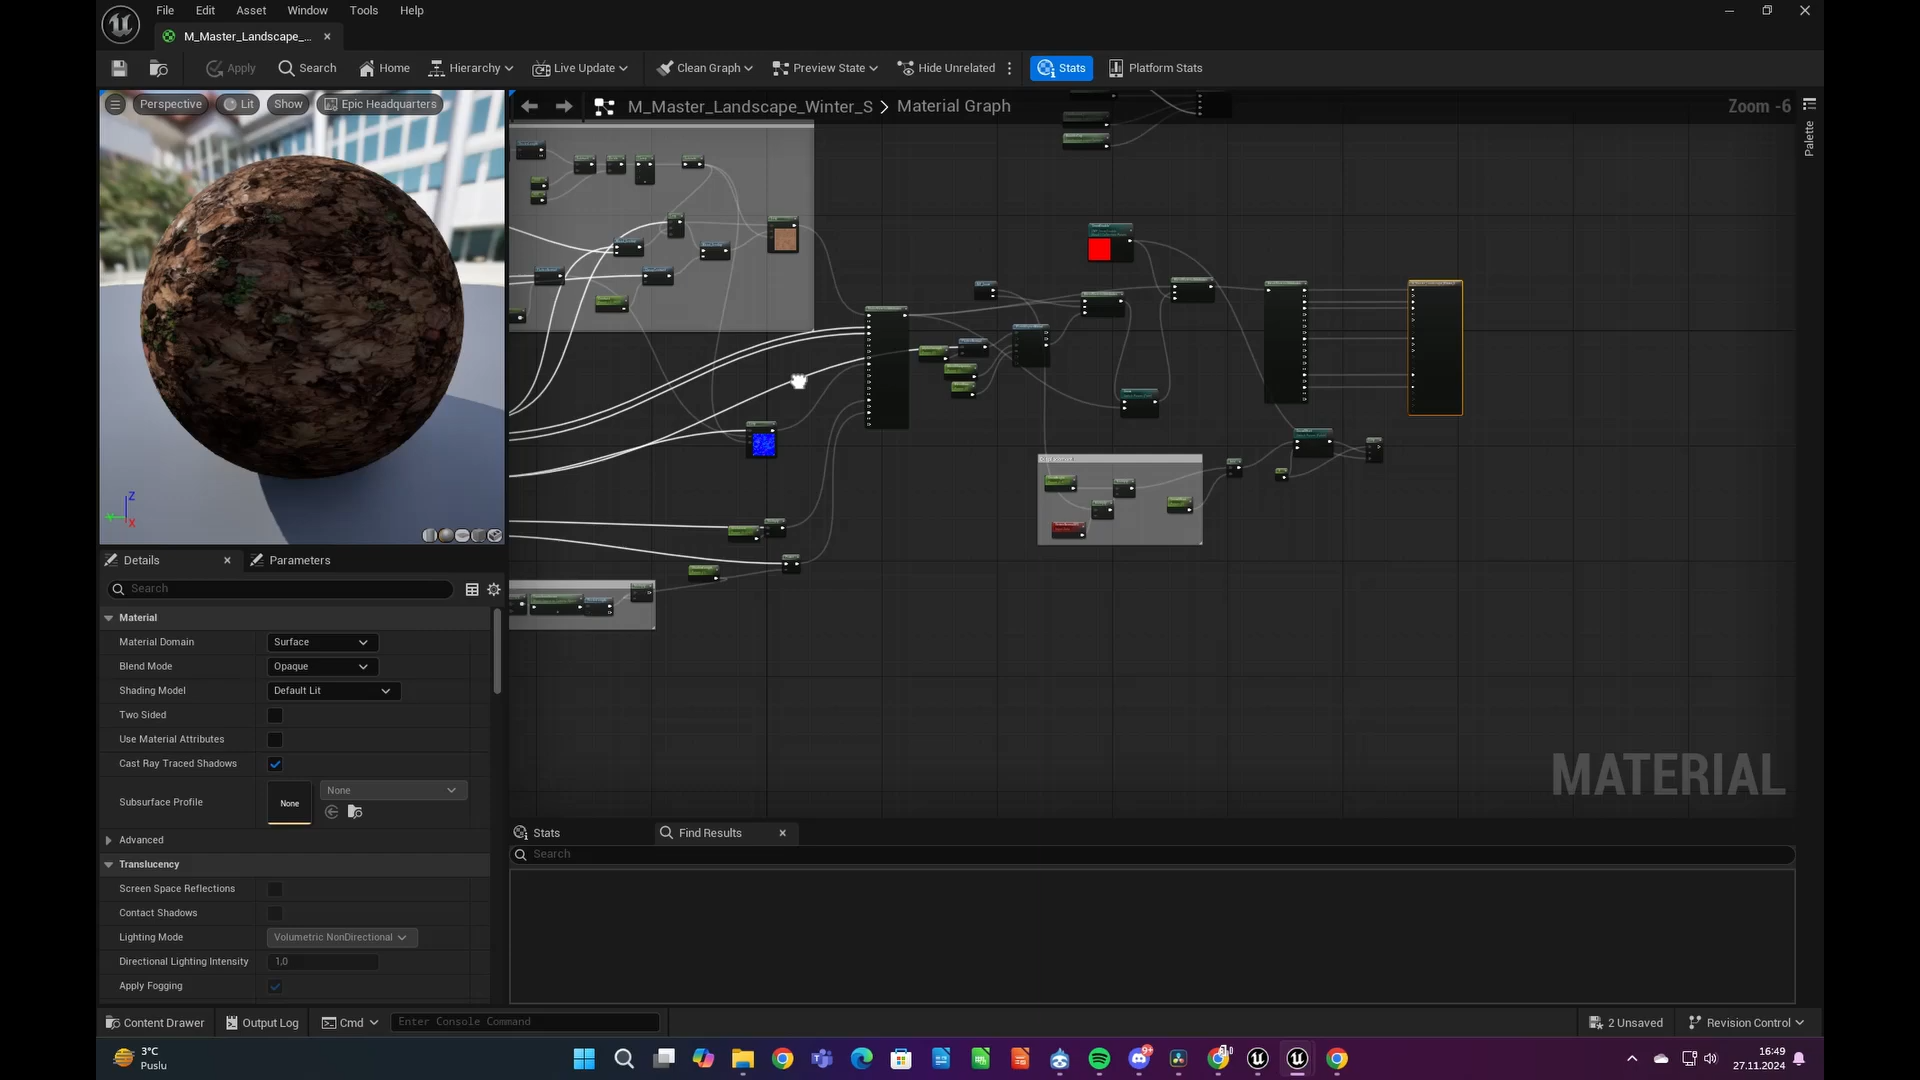 File Edit Asset Window Tools Help
M_Master_Landscape_...
Apply Search Home Hierarchy Live Update Clean Graph Preview State Hide Unrelated Stats Platform Stats
Perspective Lit Show Epic Headquarters
M_Master_Landscape_Winter_S > Material Graph
Zoom -6
Palette
Z
X
MATERIAL
Details
Parameters
Search
Material
Material Domain Surface
Blend Mode Opaque
Shading Model Default Lit
Two Sided
Use Material Attributes
Cast Ray Traced Shadows
Subsurface Profile None None
Advanced
Translucency
Screen Space Reflections
Contact Shadows
Lighting Mode Volumetric NonDirectional
Directional Lighting Intensity 1,0
Apply Fogging
Stats
Find Results
Search
Content Drawer Output Log Cmd Enter Console Command 2 Unsaved Revision Control
3°C
Puslu
9+
16:49
27.11.2024